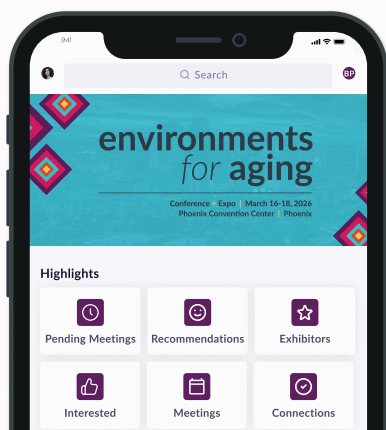 9:41
Search
BP
environments
for aging
Conference + Expo | March 16-18, 2026
Phoenix Convention Center | Phoenix
Highlights
Pending Meetings
Recommendations
Exhibitors
Interested
Meetings
Connections